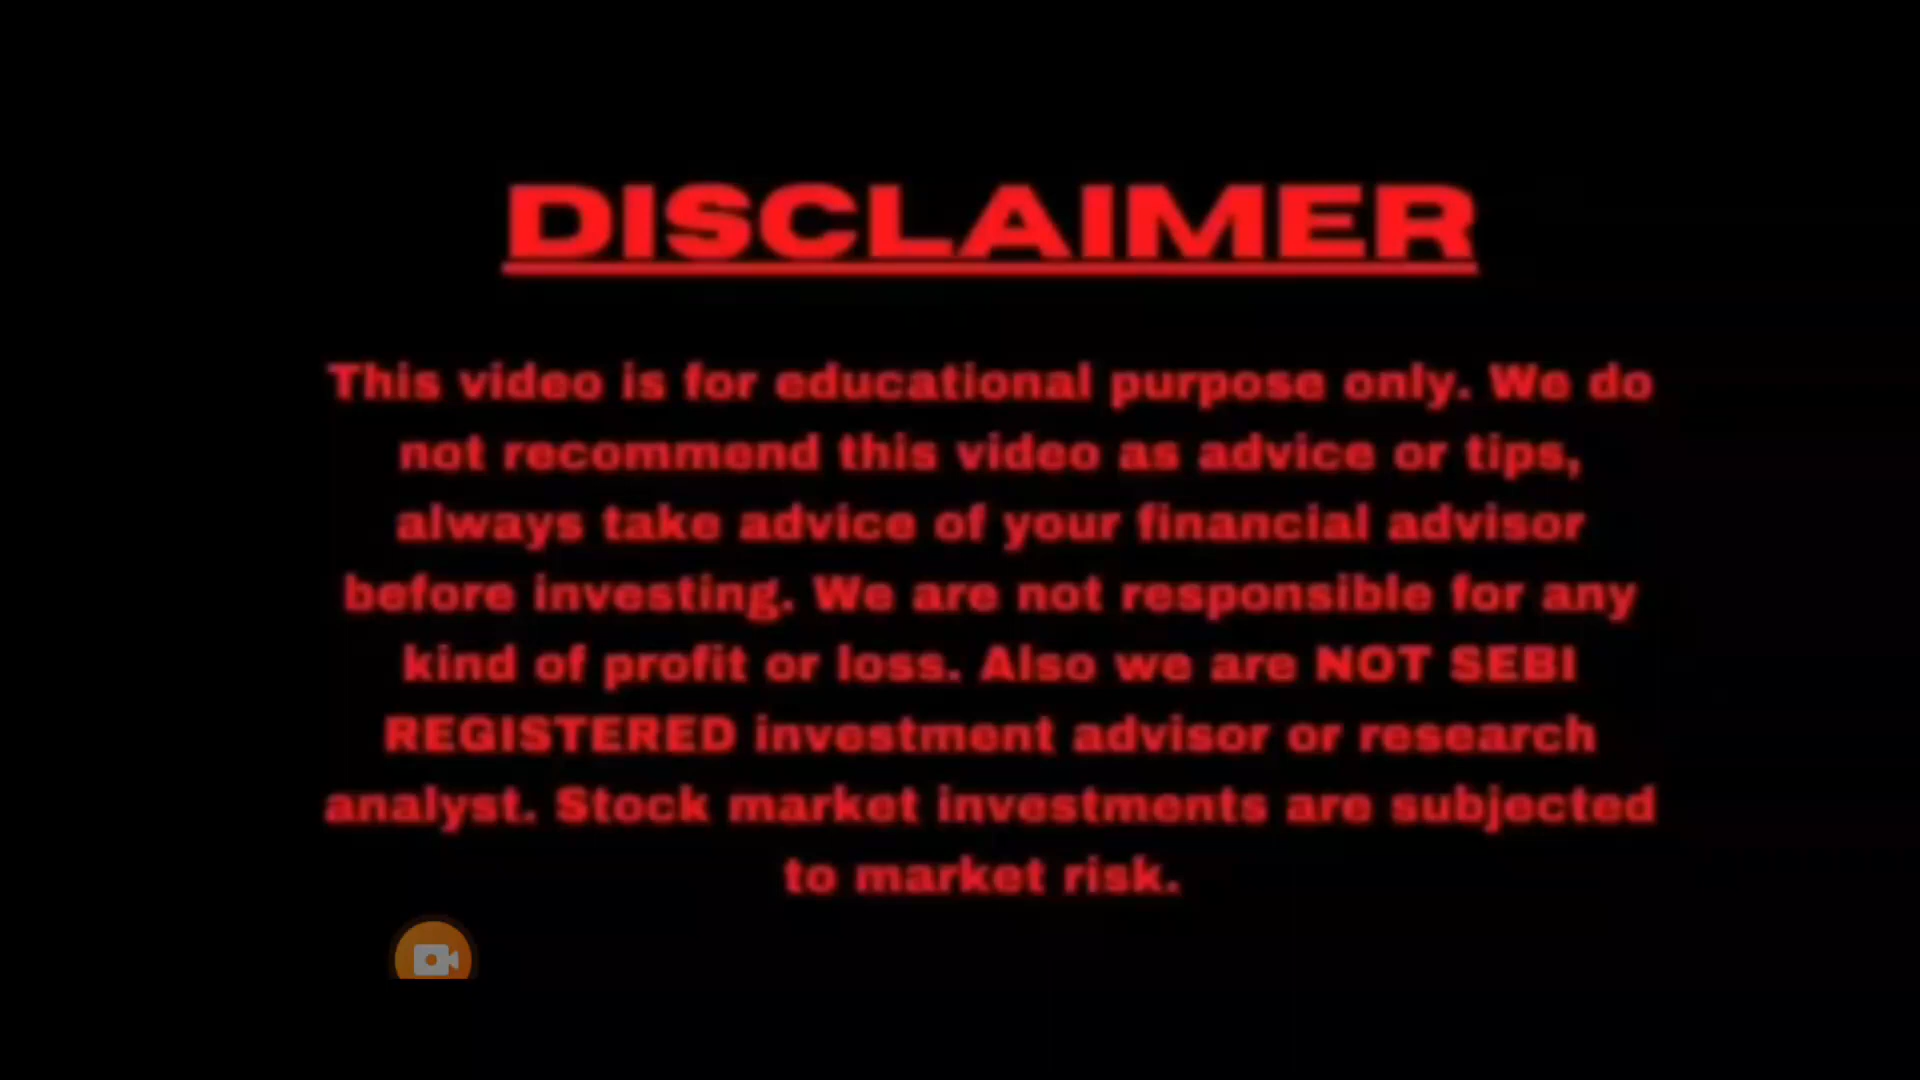 DISCLAIMER
This video is for educational purpose only. We do
not recommend this video as advice or tips,
always take advice of your financial advisor
before investing. We are not responsible for any
kind of profit or loss. Also we are NOT SEBI
REGISTERED investment advisor or research
analyst. Stock market investments are subjected
to market risk.